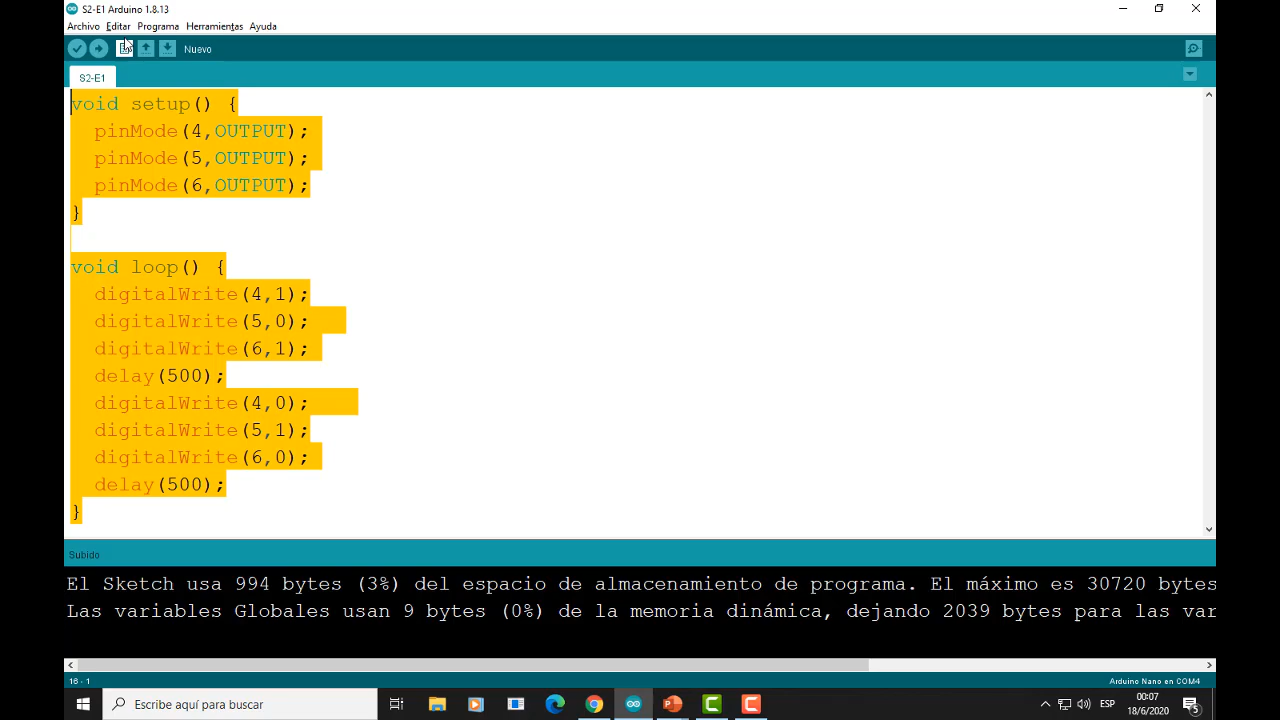 S2-E1 Arduino 1.8.13
Archivo Editar Programa Herramientas Ayuda
Nuevo
S2-E1
void setup() {
  pinMode(4,OUTPUT);
  pinMode(5,OUTPUT);
  pinMode(6,OUTPUT);
}
void loop() {
  digitalWrite(4,1);
  digitalWrite(5,0);
  digitalWrite(6,1);
  delay(500);
  digitalWrite(4,0);
  digitalWrite(5,1);
  digitalWrite(6,0);
  delay(500);
}
Subido
El Sketch usa 994 bytes (3%) del espacio de almacenamiento de programa. El máximo es 30720 bytes
Las variables Globales usan 9 bytes (0%) de la memoria dinámica, dejando 2039 bytes para las var
16 - 1
Arduino Nano en COM4
Escribe aquí para buscar
ESP
00:07
18/6/2020
5